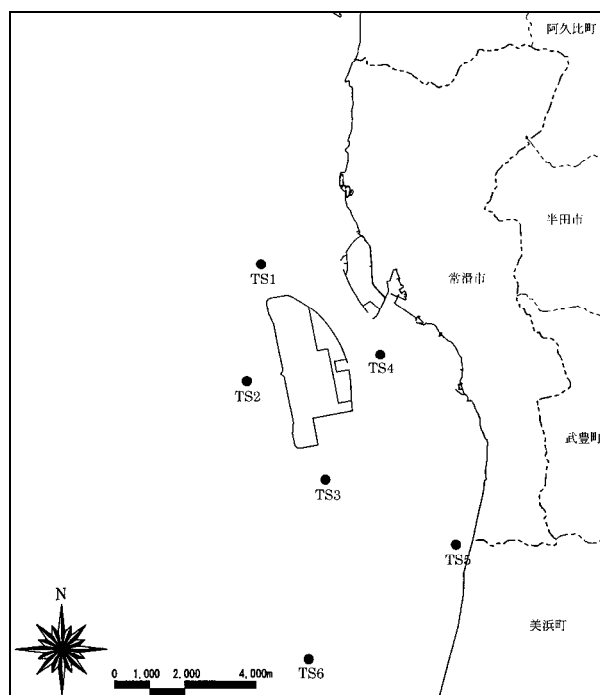 阿久比町
半田市
常滑市
TS1
TS4
TS2
武豊町
TS3
TS5
N
美浜町
0 1,000 2,000 4,000m
TS6